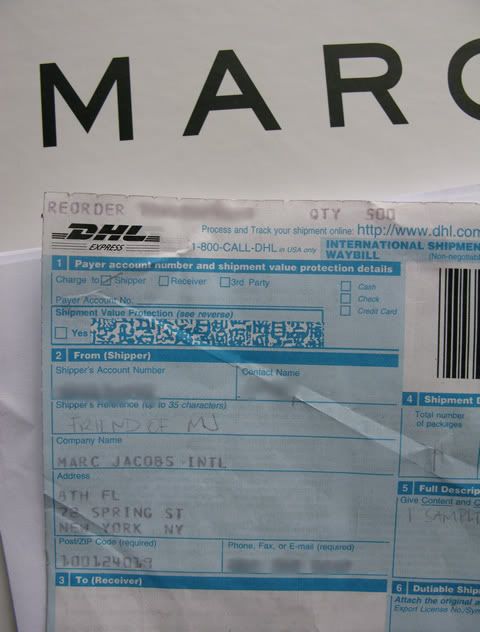 MARC
REORDER QTY 500
DHL
EXPRESS
Process and Track your shipment online: http://www.dhl.com
1-800-CALL-DHL in USA only
INTERNATIONAL SHIPMENT
WAYBILL (Non-negotiable
1 Payer account number and shipment value protection details
Charge to Shipper Receiver 3rd Party
Cash
Check
Credit Card
Payer Account No.
Shipment Value Protection (see reverse)
Yes
2 From (Shipper)
Shipper's Account Number
Contact Name
Shipper's Reference (up to 35 characters)
FRIEND OF MJ
Company Name
MARC JACOBS INTL
Address
8TH FL
72 SPRING ST
NEW YORK NY
Post/ZIP Code (required)
Phone, Fax, or E-mail (required)
100124019
3 To (Receiver)
4 Shipment D
Total number
of packages
1
5 Full Descrip
Give Content and
1 SAMPLE
6 Dutiable Ship
Attach the original a
Export License No./Sym